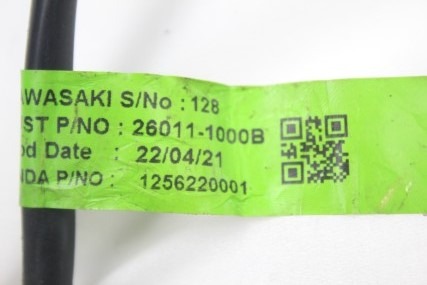 AWASAKI S/No : 128
ST P/NO : 26011-1000B
od Date : 22/04/21
NDA P/NO : 1256220001